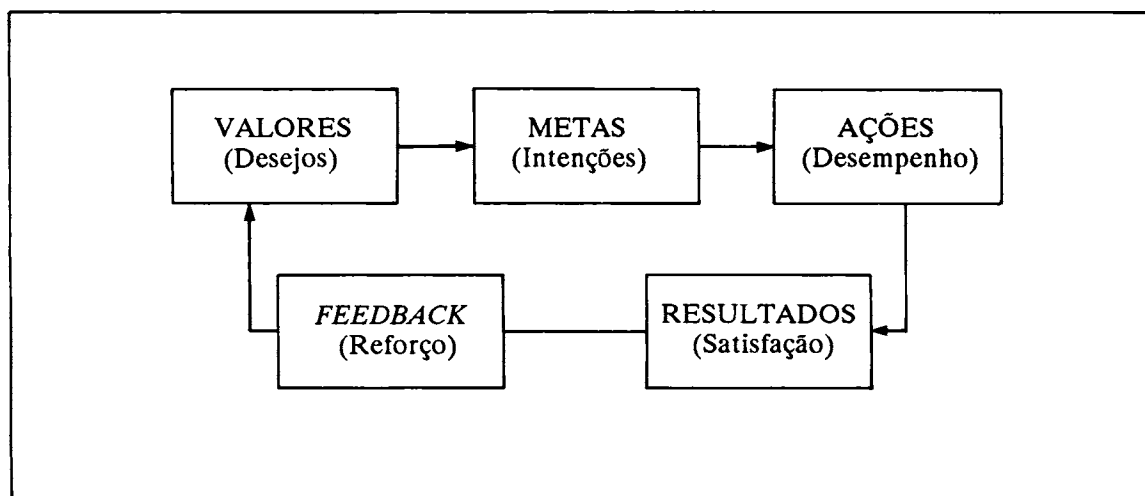 VALORES
(Desejos)
METAS
(Intenções)
AÇÕES
(Desempenho)
FEEDBACK
(Reforço)
RESULTADOS
(Satisfação)